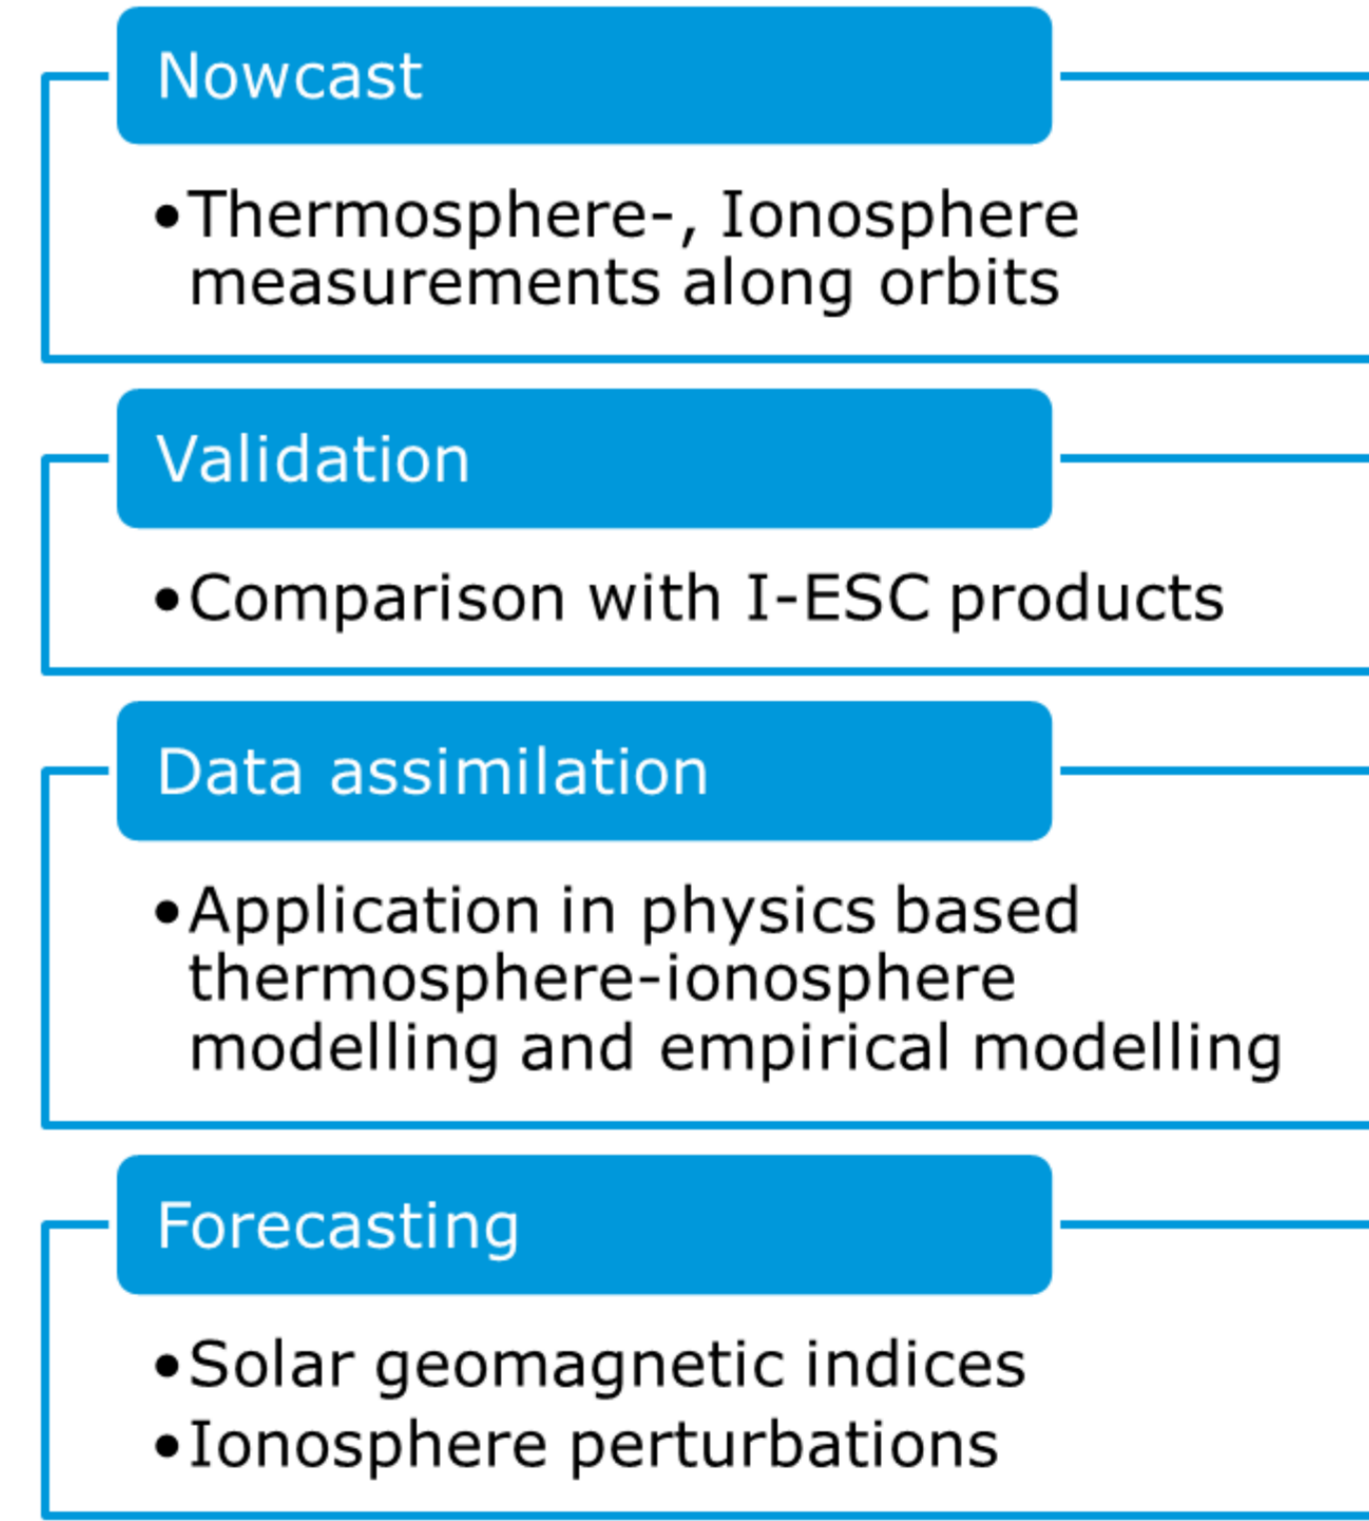 Nowcast
•Thermosphere-, Ionosphere
measurements along orbits
Validation
•Comparison with I-ESC products
Data assimilation
•Application in physics based
thermosphere-ionosphere
modelling and empirical modelling
Forecasting
•Solar geomagnetic indices
•Ionosphere perturbations